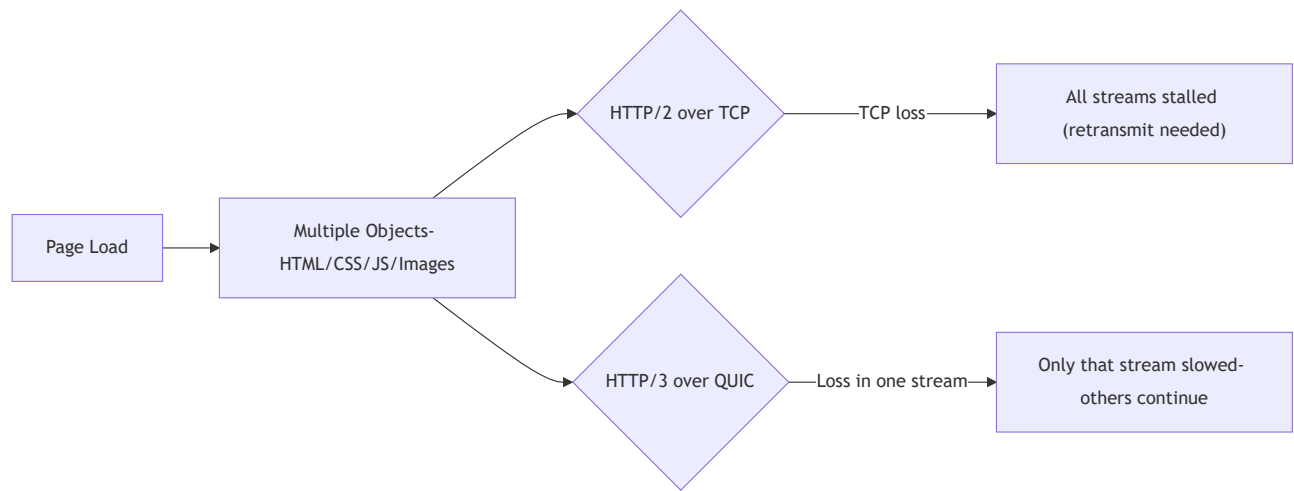 Page Load
Multiple Objects-
HTML/CSS/JS/Images
HTTP/2 over TCP
TCP loss
All streams stalled
(retransmit needed)
HTTP/3 over QUIC
Loss in one stream
Only that stream slowed-
others continue